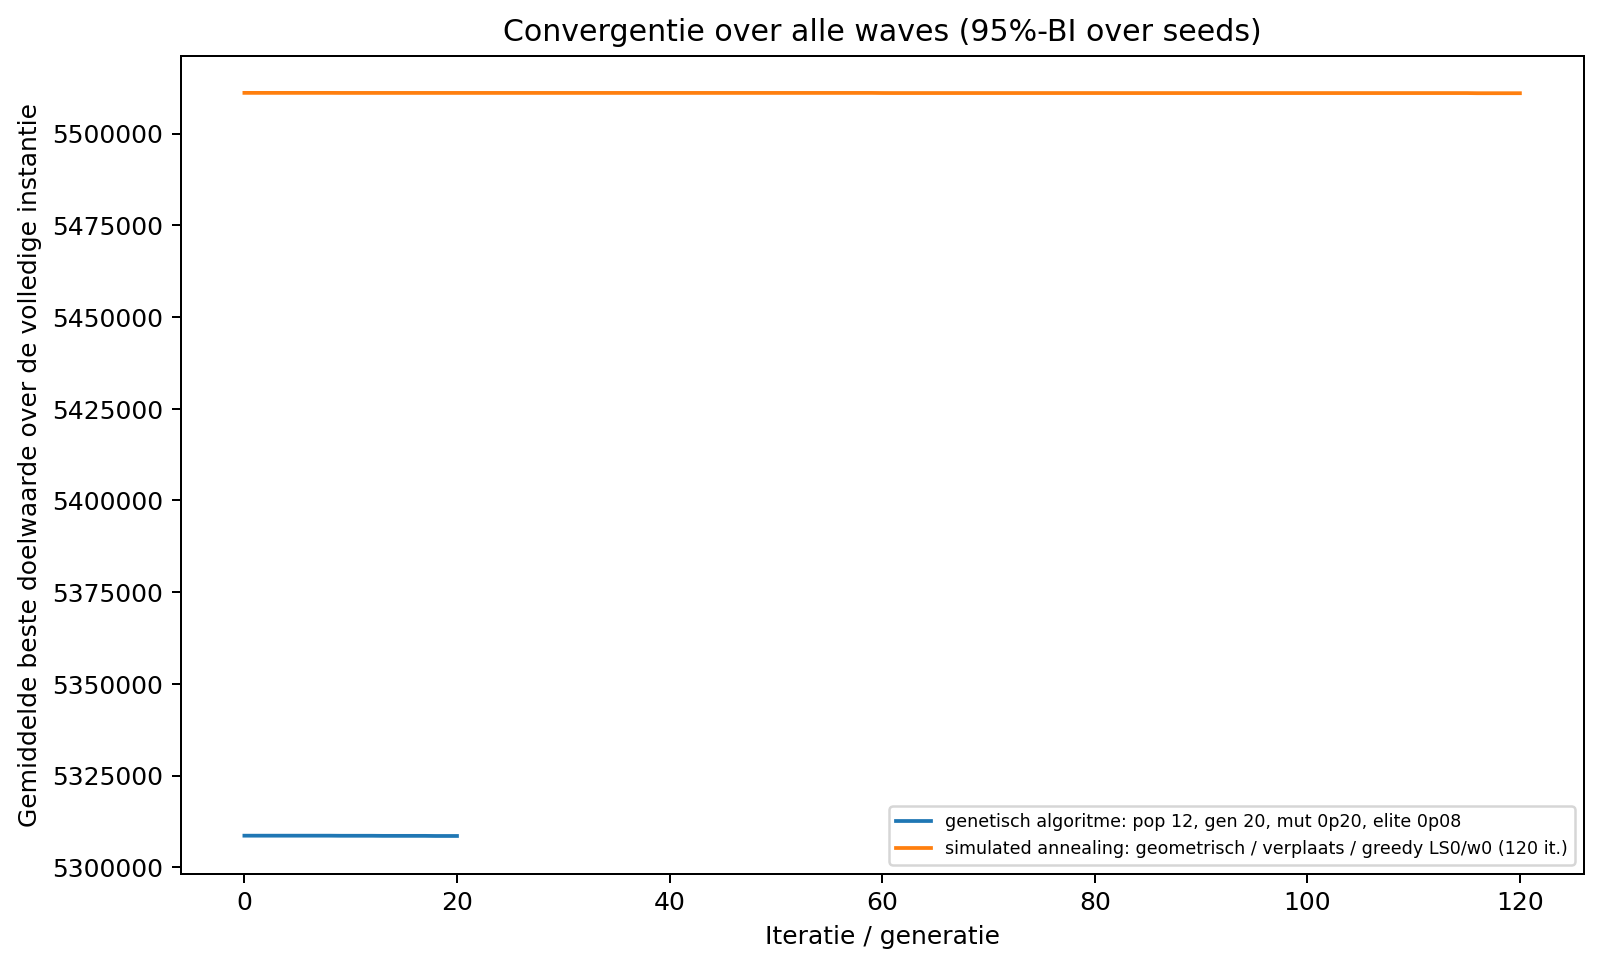 Convergentie over alle waves (95%-BI over seeds)
Gemiddelde beste doelwaarde over de volledige instantie
5500000
5475000
5450000
5425000
5400000
5375000
5350000
5325000
5300000
genetisch algoritme: pop 12, gen 20, mut 0p20, elite 0p08
simulated annealing: geometrisch / verplaats / greedy LS0/w0 (120 it.)
0 20 40 60 80 100 120
Iteratie / generatie